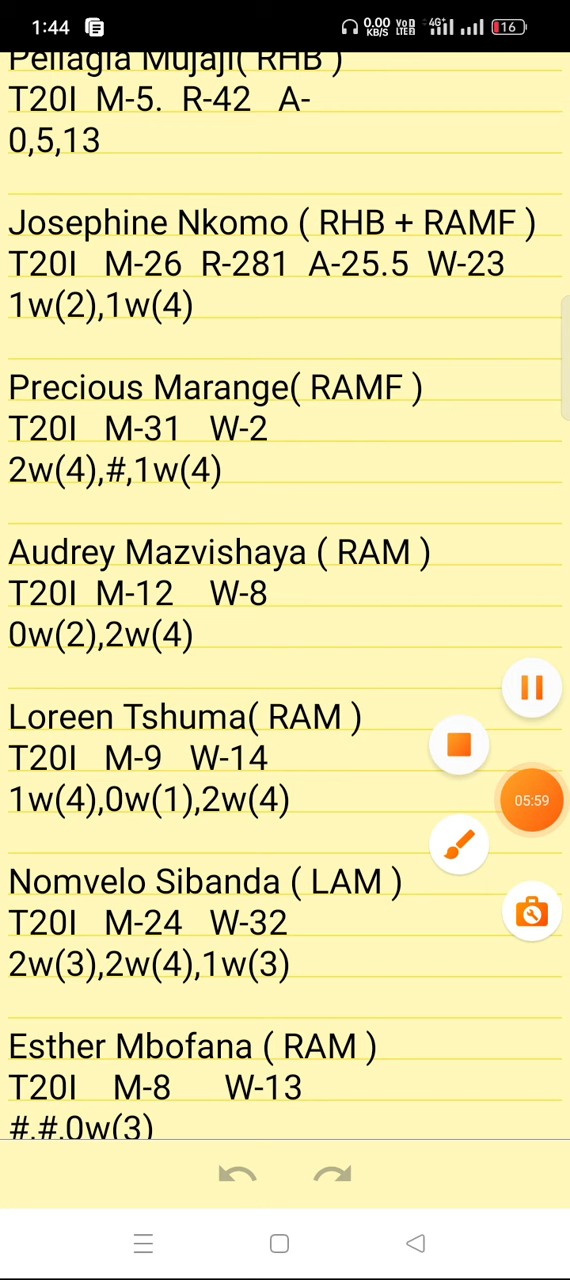 1:44 0.00 KB/S Vo LTE 2 4G+ 16
Pellagia Mujaji( RHB )
T20I M-5. R-42 A-
0,5,13
Josephine Nkomo ( RHB + RAMF )
T20I M-26 R-281 A-25.5 W-23
1w(2),1w(4)
Precious Marange( RAMF )
T20I M-31 W-2
2w(4),#,1w(4)
Audrey Mazvishaya ( RAM )
T20I M-12 W-8
0w(2),2w(4)
Loreen Tshuma( RAM )
T20I M-9 W-14
1w(4),0w(1),2w(4)
05:59
Nomvelo Sibanda ( LAM )
T20I M-24 W-32
2w(3),2w(4),1w(3)
Esther Mbofana ( RAM )
T20I M-8 W-13
#,#,0w(3)